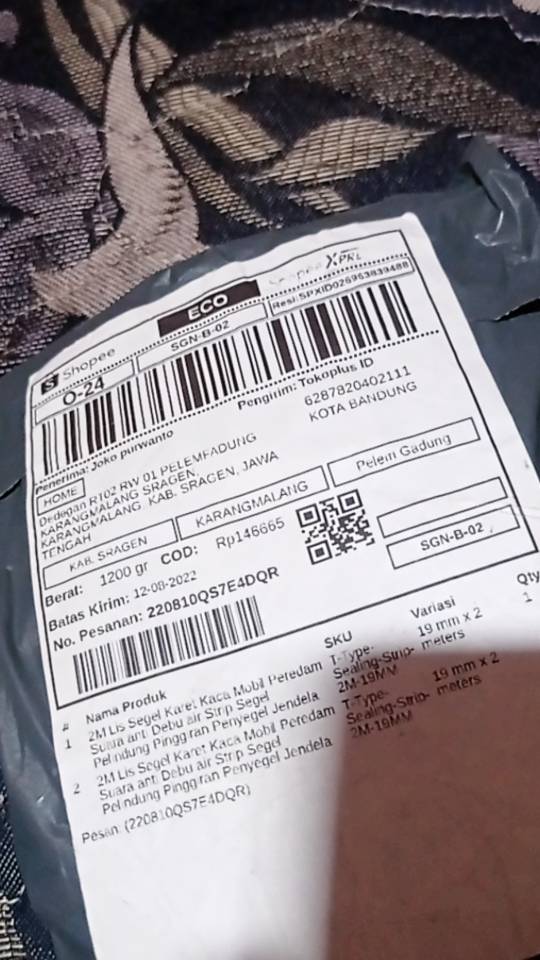 Shopee
ECO
Shopee XPRES
O-24
SGN-B-02
Resi: SPXID026963839488
Penerima: Joko purwanto
Pengirim: Tokoplus ID
6287820402111
KOTA BANDUNG
HOME
Dedegan R102 RW 01 PELEMFADUNG
KARANGMALANG SRAGEN,
KARANGMALANG, KAB. SRAGEN, JAWA
TENGAH
KAB. SRAGEN
KARANGMALANG
Pelem Gadung
Berat: 1200 gr COD: Rp146665
Batas Kirim: 12-08-2022
No. Pesanan: 220810QS7E4DQR
SGN-B-02
# Nama Produk SKU Variasi Qty
1 2M Lis Segel Karet Kaca Mobil Peredam T-Type- 19 mm x 2 1
Suara anti Debu air Strip Segel Sealing-Strip- meters
Pelindung Pinggiran Penyegel Jendela 2M-19MM
2 2M Lis Segel Karet Kaca Mobil Peredam T-Type- 19 mm x 2
Suara anti Debu air Strip Segel Sealing-Strip- meters
Pelindung Pinggiran Penyegel Jendela 2M-19MM
Pesan: (220810QS7E4DQR)